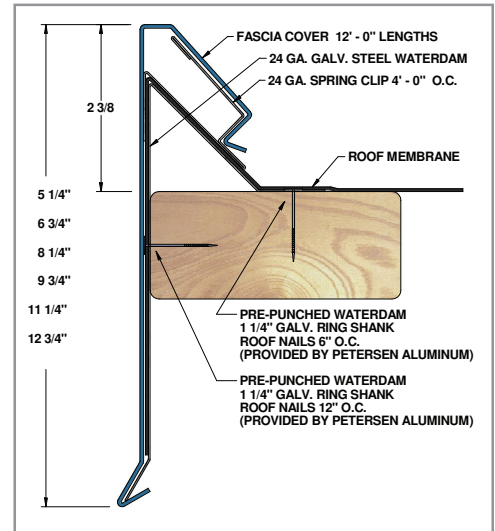 FASCIA COVER 12' - 0" LENGTHS
24 GA. GALV. STEEL WATERDAM
24 GA. SPRING CLIP 4' - 0" O.C.
2 3/8
ROOF MEMBRANE
5 1/4"
6 3/4"
8 1/4"
9 3/4"
11 1/4"
12 3/4"
PRE-PUNCHED WATERDAM
1 1/4" GALV. RING SHANK
ROOF NAILS 6" O.C.
(PROVIDED BY PETERSEN ALUMINUM)
PRE-PUNCHED WATERDAM
1 1/4" GALV. RING SHANK
ROOF NAILS 12" O.C.
(PROVIDED BY PETERSEN ALUMINUM)